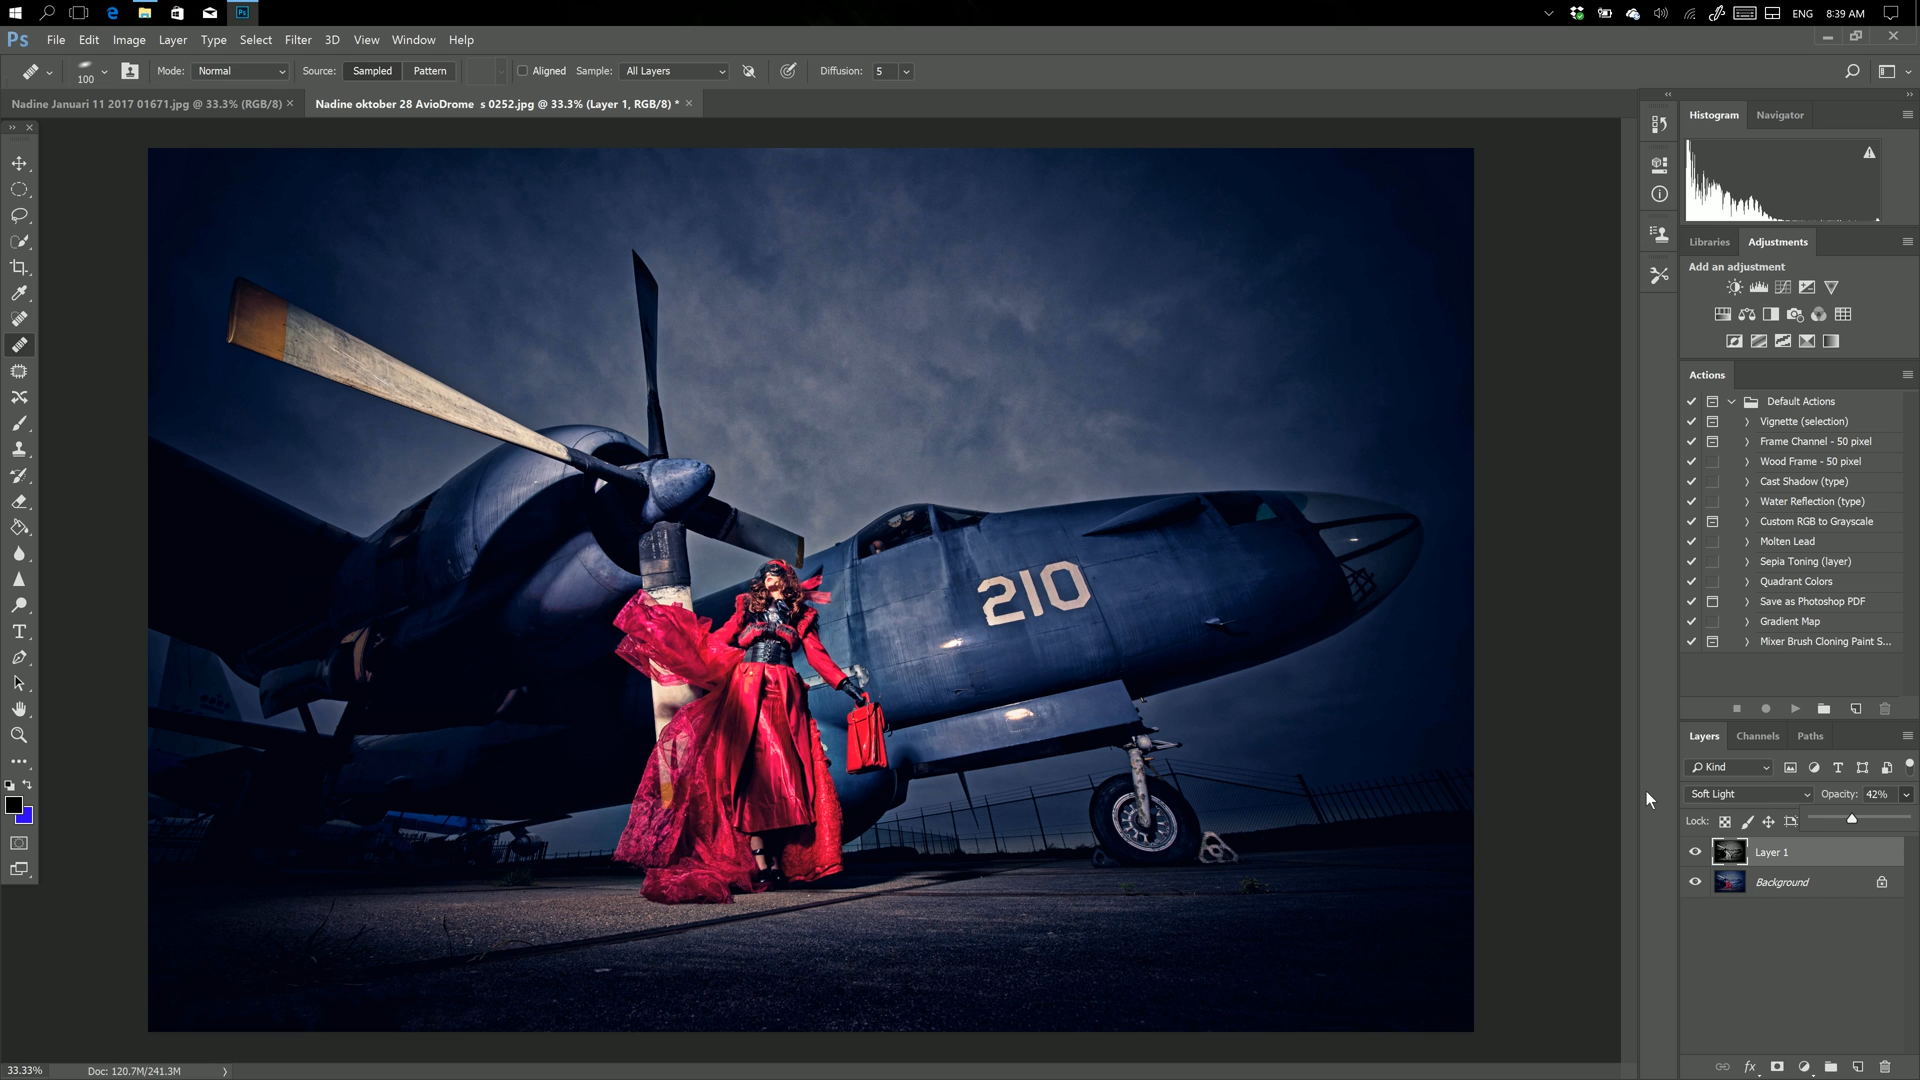 ENG 8:39 AM
Ps File Edit Image Layer Type Select Filter 3D View Window Help
100 Mode: Normal Source: Sampled Pattern Aligned Sample: All Layers Diffusion: 5
Nadine Januari 11 2017 01671.jpg @ 33.3% (RGB/8) × Nadine oktober 28 AvioDrome s 0252.jpg @ 33.3% (Layer 1, RGB/8) * ×
Histogram Navigator
Libraries Adjustments
Add an adjustment
Actions
Default Actions
Vignette (selection)
Frame Channel - 50 pixel
Wood Frame - 50 pixel
Cast Shadow (type)
Water Reflection (type)
Custom RGB to Grayscale
Molten Lead
Sepia Toning (layer)
Quadrant Colors
Save as Photoshop PDF
Gradient Map
Mixer Brush Cloning Paint S...
210
Layers Channels Paths
Kind
Soft Light Opacity: 42%
Lock:
Layer 1
Background
fx
33.33% Doc: 120.7M/241.3M